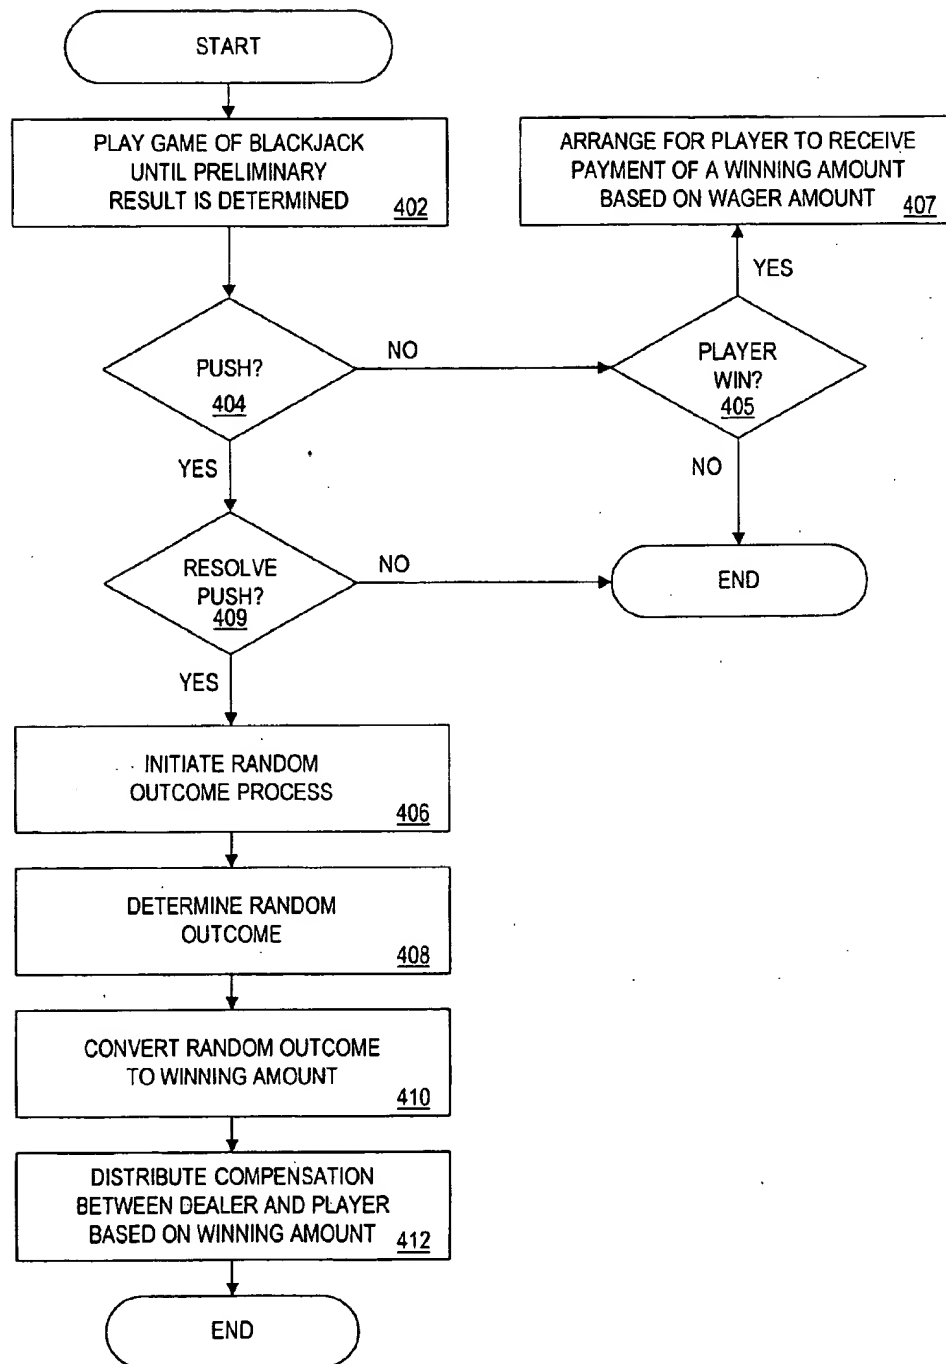 START
PLAY GAME OF BLACKJACK
UNTIL PRELIMINARY
RESULT IS DETERMINED
402
ARRANGE FOR PLAYER TO RECEIVE
PAYMENT OF A WINNING AMOUNT
BASED ON WAGER AMOUNT
407
YES
PUSH?
404
NO
PLAYER
WIN?
405
YES
NO
RESOLVE
PUSH?
409
NO
END
YES
INITIATE RANDOM
OUTCOME PROCESS
406
DETERMINE RANDOM
OUTCOME
408
CONVERT RANDOM OUTCOME
TO WINNING AMOUNT
410
DISTRIBUTE COMPENSATION
BETWEEN DEALER AND PLAYER
BASED ON WINNING AMOUNT
412
END